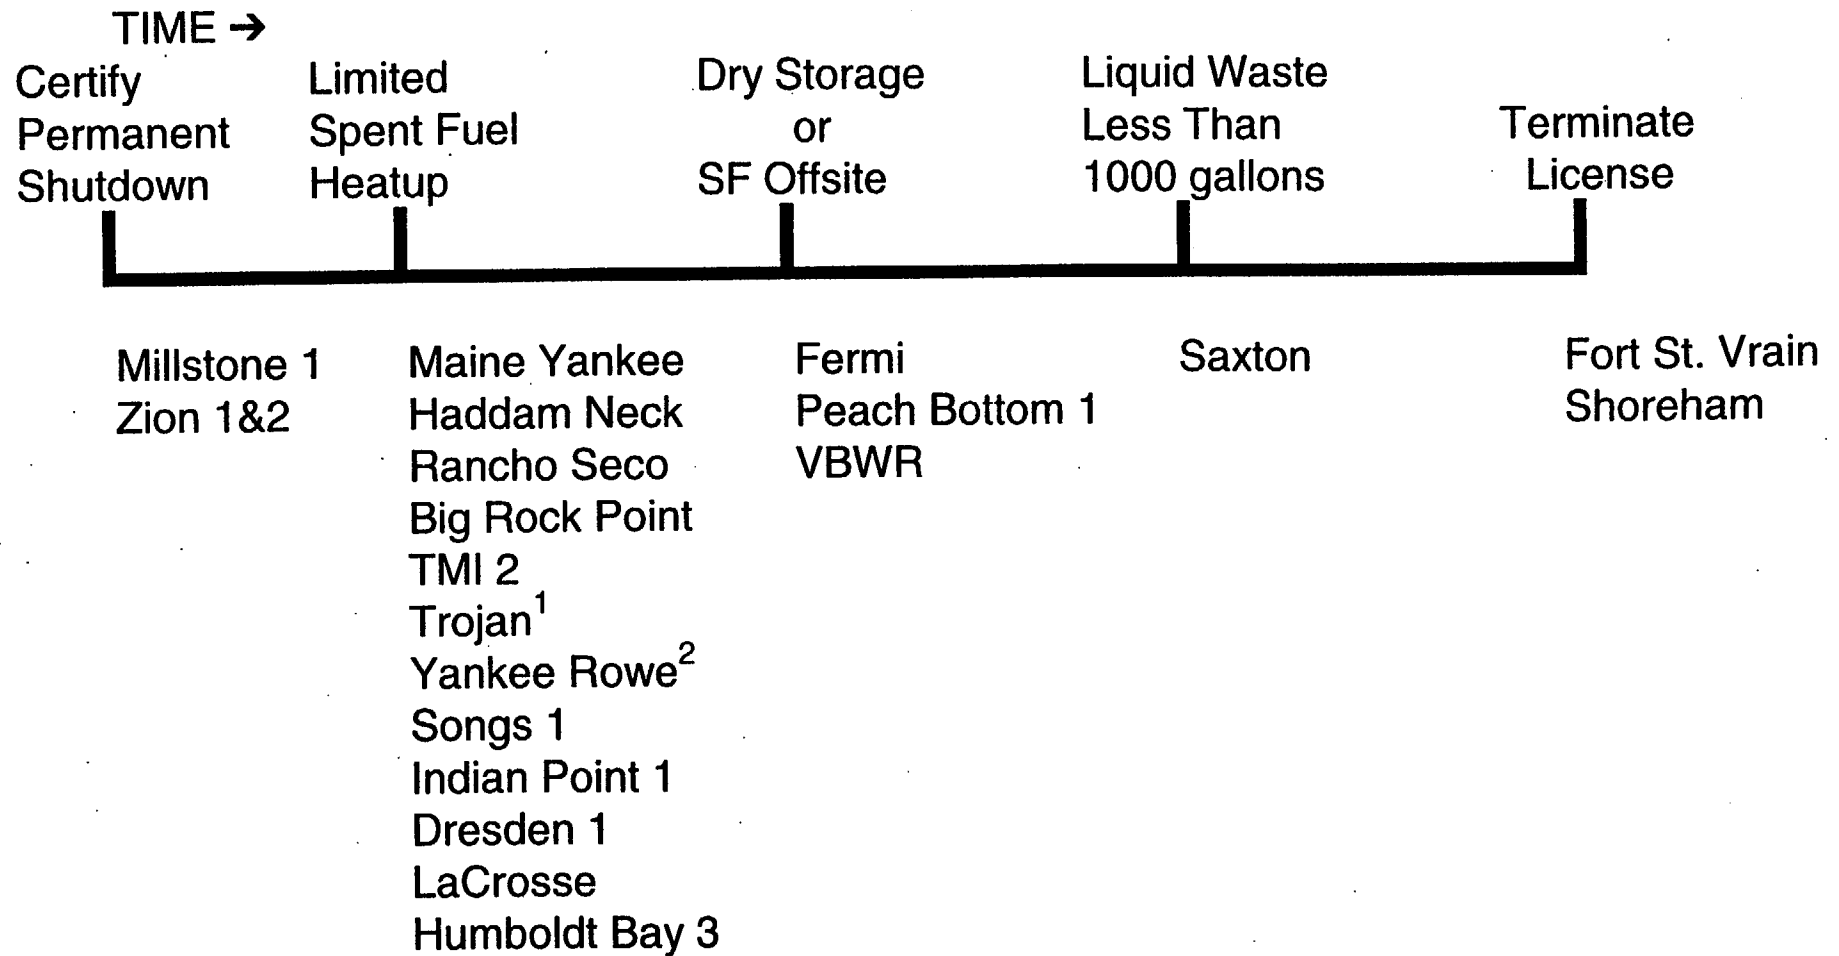 TIME →
Certify
Permanent
Shutdown
Limited
Spent Fuel
Heatup
Dry Storage
or
SF Offsite
Liquid Waste
Less Than
1000 gallons
Terminate
License
Millstone 1
Zion 1&2
Maine Yankee
Haddam Neck
Rancho Seco
Big Rock Point
TMI 2
Trojan¹
Yankee Rowe²
Songs 1
Indian Point 1
Dresden 1
LaCrosse
Humboldt Bay 3
Fermi
Peach Bottom 1
VBWR
Saxton
Fort St. Vrain
Shoreham